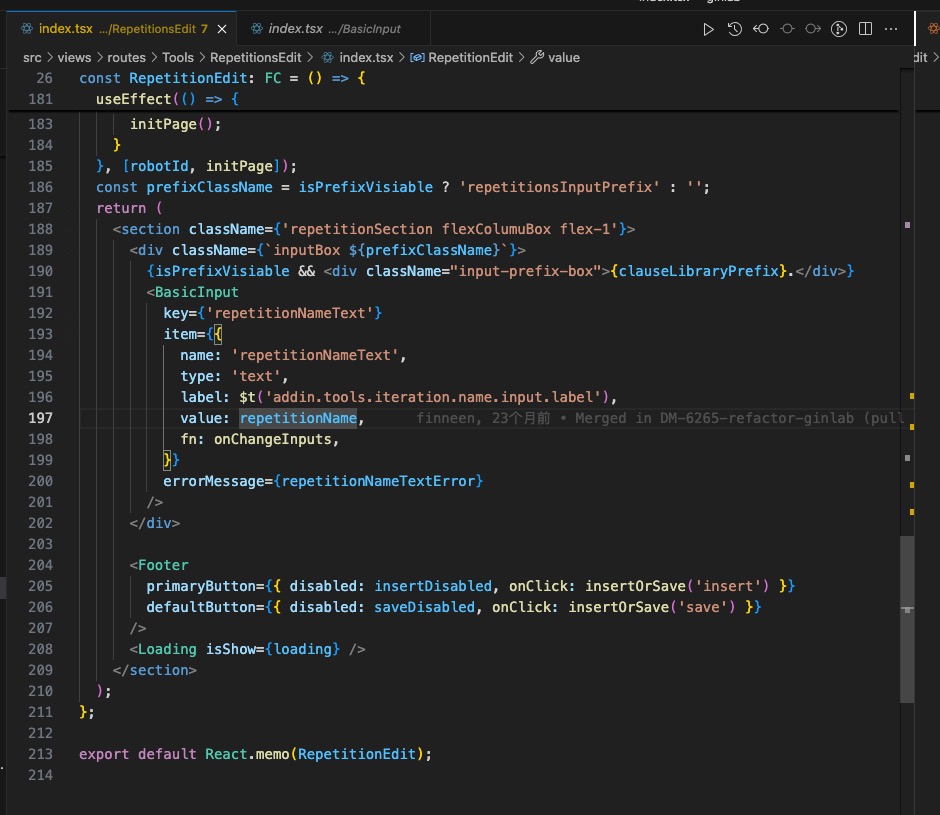 index.tsx .../RepetitionsEdit 7
index.tsx .../BasicInput
src > views > routes > Tools > RepetitionsEdit > index.tsx > RepetitionEdit > value
dit >
26 const RepetitionEdit: FC = () => {
181 useEffect(() => {
183 initPage();
184 }
185 }, [robotId, initPage]);
186 const prefixClassName = isPrefixVisiable ? 'repetitionsInputPrefix' : '';
187 return (
188 <section className={'repetitionSection flexColumuBox flex-1'}>
189 <div className={`inputBox ${prefixClassName}`}>
190 {isPrefixVisiable && <div className="input-prefix-box">{clauseLibraryPrefix}.</div>}
191 <BasicInput
192 key={'repetitionNameText'}
193 item={{
194 name: 'repetitionNameText',
195 type: 'text',
196 label: $t('addin.tools.iteration.name.input.label'),
197 value: repetitionName, finneen, 23个月前 • Merged in DM-6265-refactor-ginlab (pull
198 fn: onChangeInputs,
199 }}
200 errorMessage={repetitionNameTextError}
201 />
202 </div>
203
204 <Footer
205 primaryButton={{ disabled: insertDisabled, onClick: insertOrSave('insert') }}
206 defaultButton={{ disabled: saveDisabled, onClick: insertOrSave('save') }}
207 />
208 <Loading isShow={loading} />
209 </section>
210 );
211 };
212
213 export default React.memo(RepetitionEdit);
214